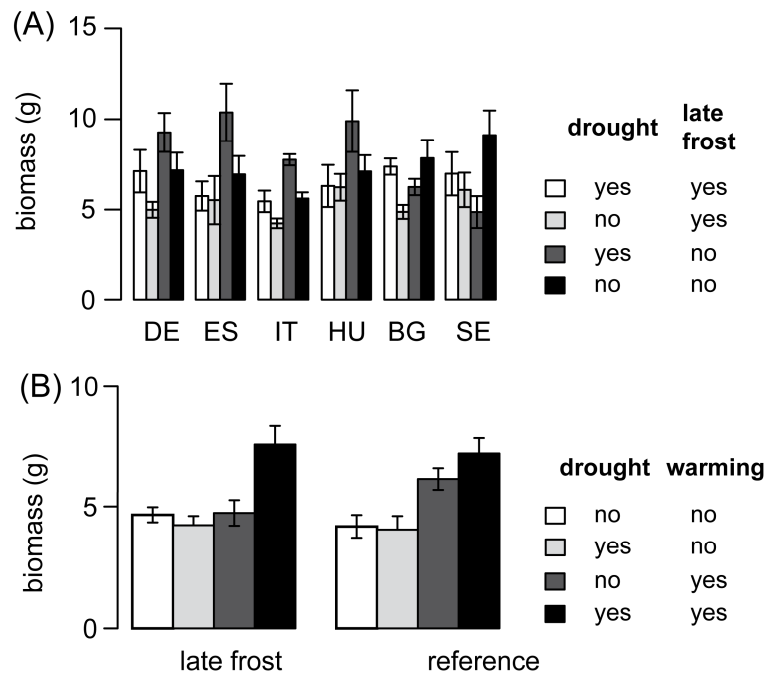 (A)
15
10
5
0
biomass (g)
DE ES IT HU BG SE
drought late frost
yes yes
no yes
yes no
no no
(B)
10
5
0
biomass (g)
late frost reference
drought warming
no no
yes no
no yes
yes yes